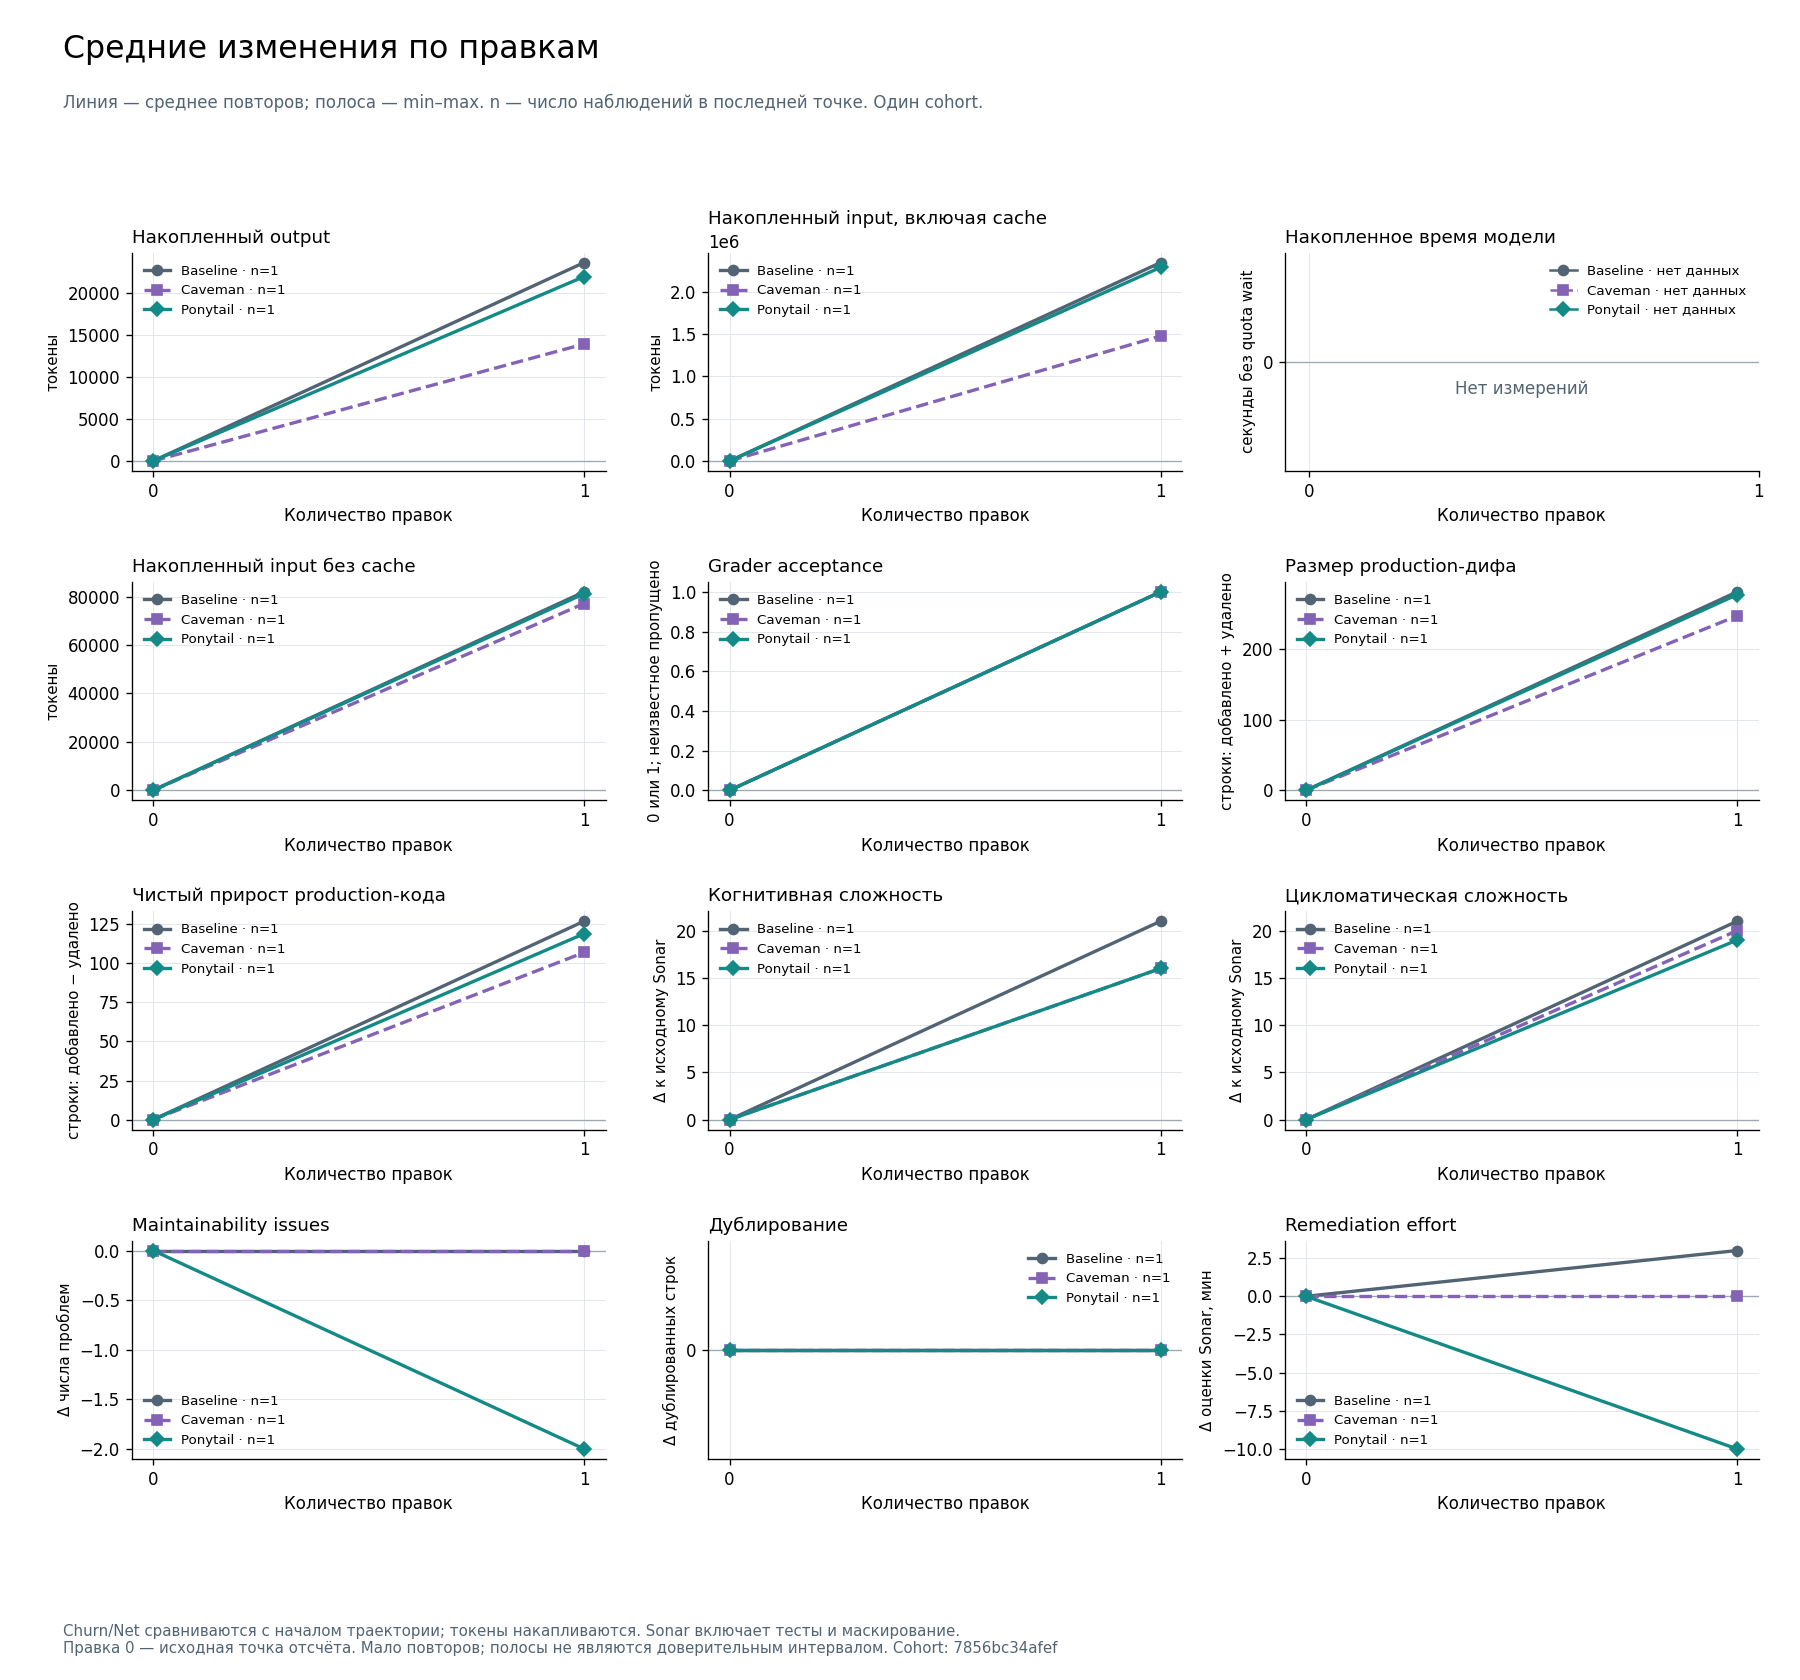 Средние изменения по правкам
Линия — среднее повторов; полоса — min–max. n — число наблюдений в последней точке. Один cohort.
Накопленный output
токены
20000
15000
10000
5000
0
Baseline · n=1
Caveman · n=1
Ponytail · n=1
0 1
Количество правок
Накопленный input, включая cache
1e6
токены
2.0
1.5
1.0
0.5
0.0
Baseline · n=1
Caveman · n=1
Ponytail · n=1
0 1
Количество правок
Накопленное время модели
секунды без quota wait
0
Baseline · нет данных
Caveman · нет данных
Ponytail · нет данных
Нет измерений
0 1
Количество правок
Накопленный input без cache
токены
80000
60000
40000
20000
0
Baseline · n=1
Caveman · n=1
Ponytail · n=1
0 1
Количество правок
Grader acceptance
0 или 1; неизвестное пропущено
1.0
0.8
0.6
0.4
0.2
0.0
Baseline · n=1
Caveman · n=1
Ponytail · n=1
0 1
Количество правок
Размер production-дифа
строки: добавлено + удалено
200
100
0
Baseline · n=1
Caveman · n=1
Ponytail · n=1
0 1
Количество правок
Чистый прирост production-кода
строки: добавлено − удалено
125
100
75
50
25
0
Baseline · n=1
Caveman · n=1
Ponytail · n=1
0 1
Количество правок
Когнитивная сложность
Δ к исходному Sonar
20
15
10
5
0
Baseline · n=1
Caveman · n=1
Ponytail · n=1
0 1
Количество правок
Цикломатическая сложность
Δ к исходному Sonar
20
15
10
5
0
Baseline · n=1
Caveman · n=1
Ponytail · n=1
0 1
Количество правок
Maintainability issues
Δ числа проблем
0.0
−0.5
−1.0
−1.5
−2.0
Baseline · n=1
Caveman · n=1
Ponytail · n=1
0 1
Количество правок
Дублирование
Δ дублированных строк
0
Baseline · n=1
Caveman · n=1
Ponytail · n=1
0 1
Количество правок
Remediation effort
Δ оценки Sonar, мин
2.5
0.0
−2.5
−5.0
−7.5
−10.0
Baseline · n=1
Caveman · n=1
Ponytail · n=1
0 1
Количество правок
Churn/Net сравниваются с началом траектории; токены накапливаются. Sonar включает тесты и маскирование.
Правка 0 — исходная точка отсчёта. Мало повторов; полосы не являются доверительным интервалом. Cohort: 7856bc34afef